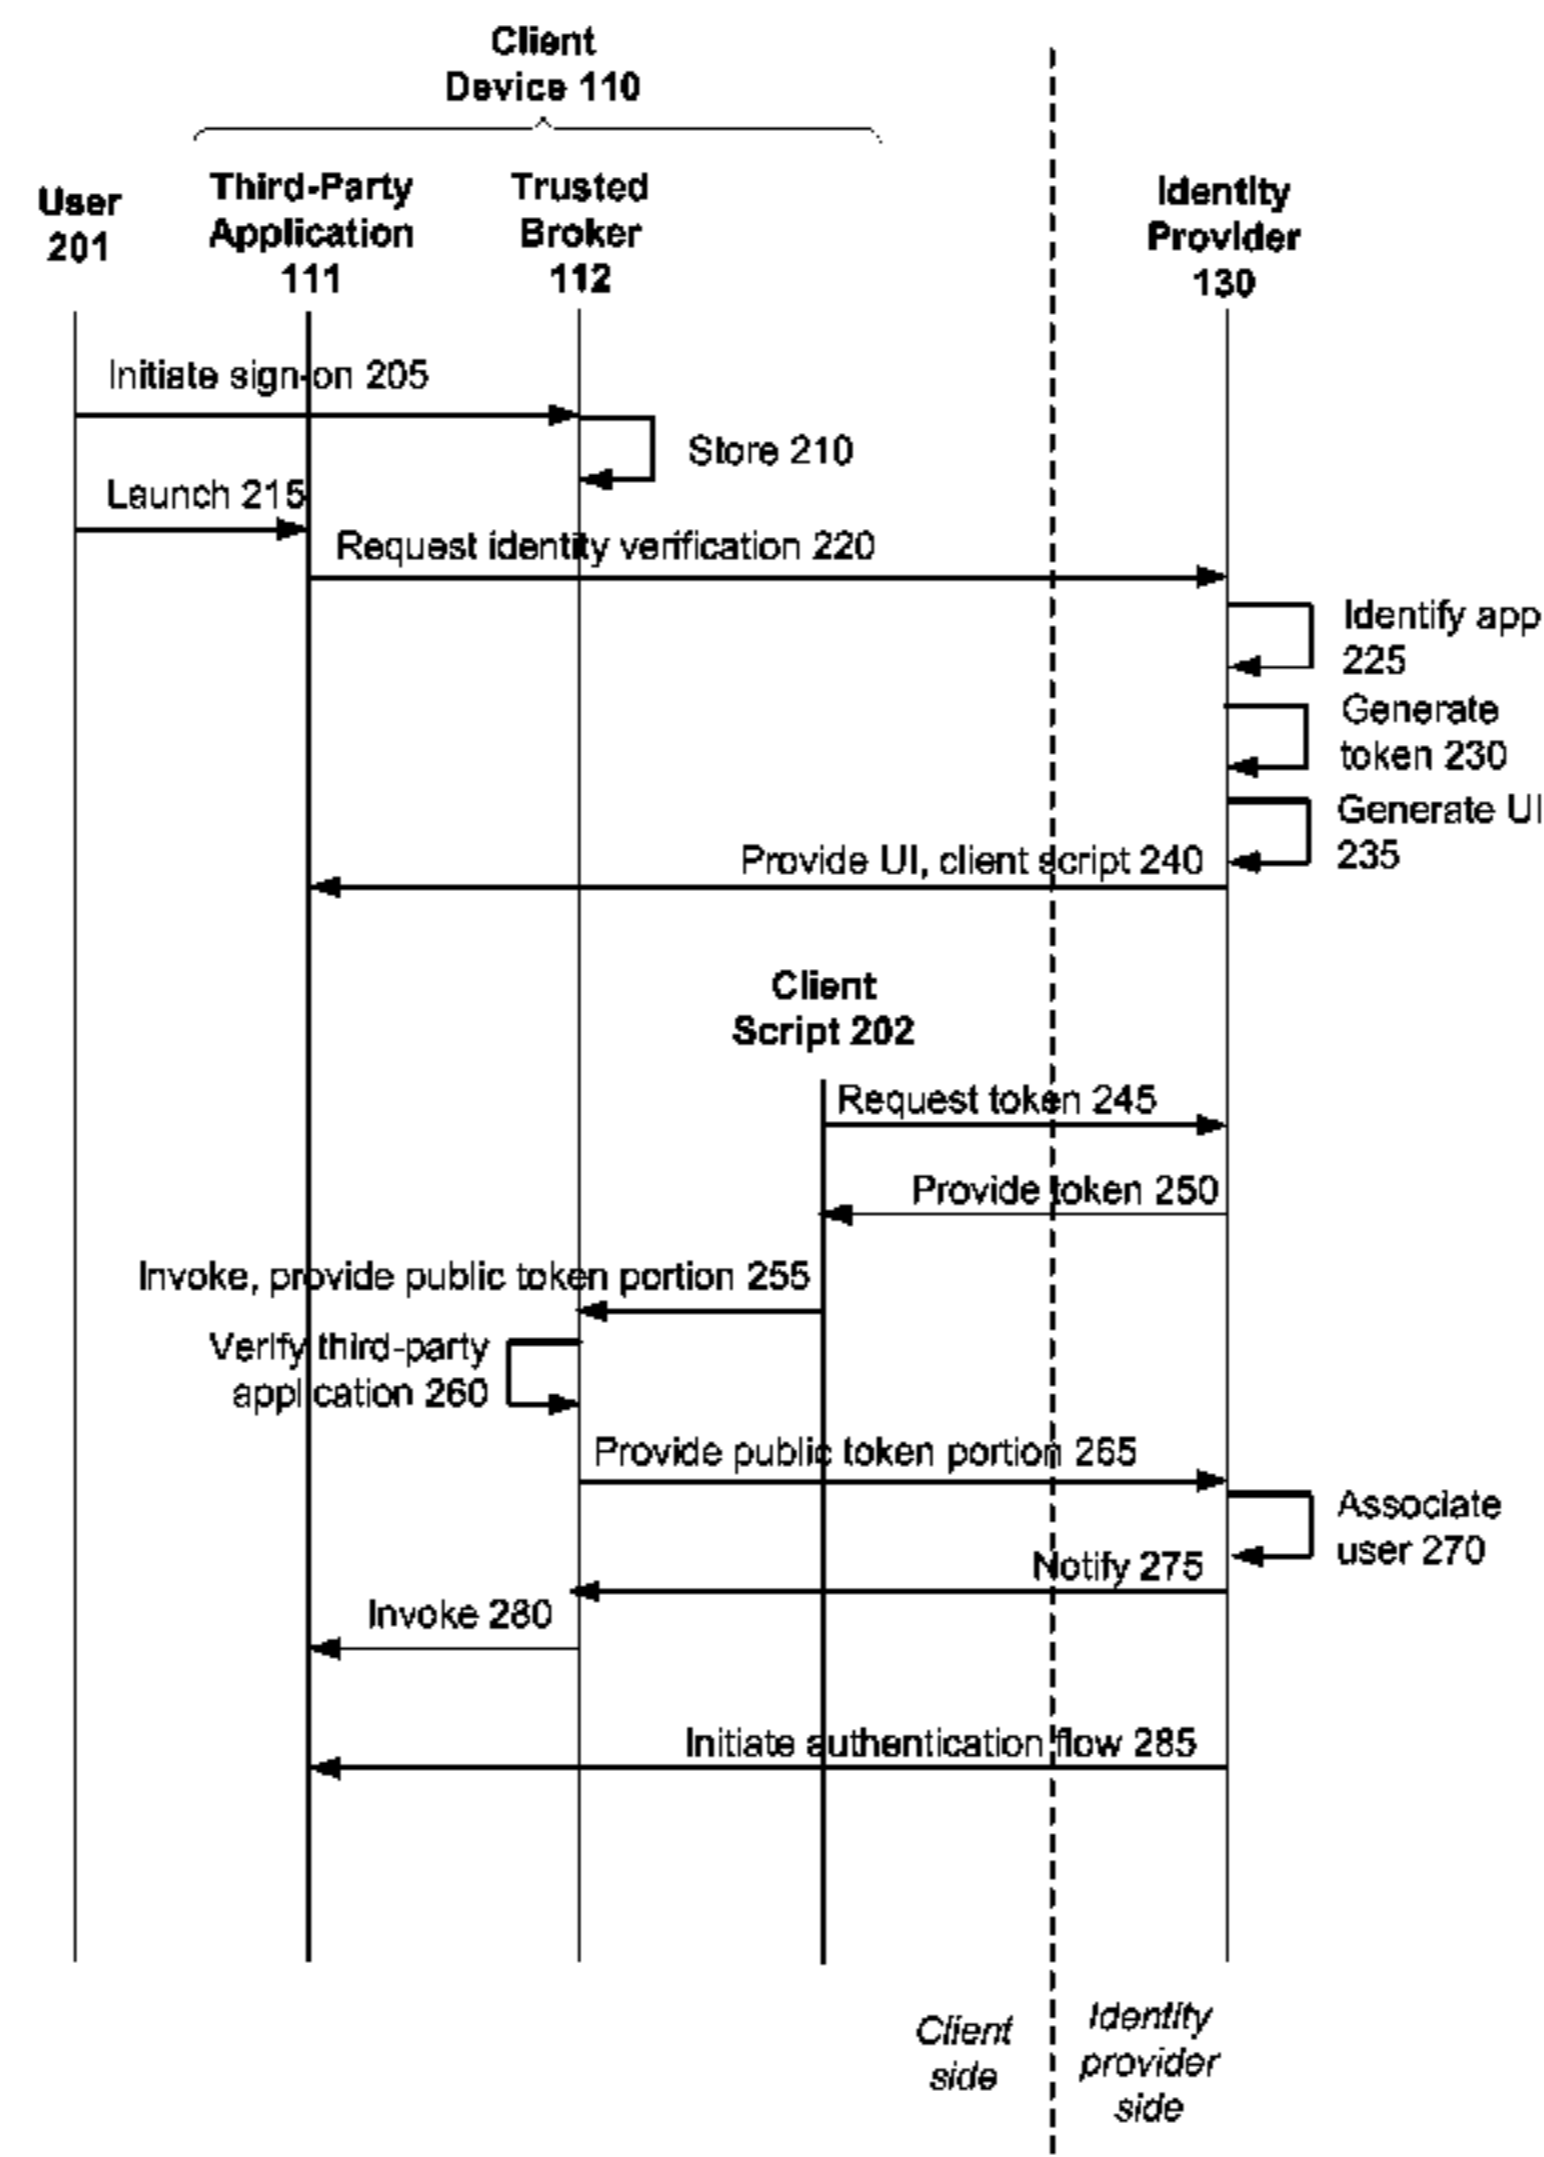 Client
Device 110
User
201
Third-Party
Application
111
Trusted
Broker
112
Identity
Provider
130
Initiate sign-on 205
Store 210
Launch 215
Request identity verification 220
Identify app
225
Generate
token 230
Generate UI
235
Provide UI, client script 240
Client
Script 202
Request token 245
Provide token 250
Invoke, provide public token portion 255
Verify third-party
application 260
Provide public token portion 265
Associate
user 270
Notify 275
Invoke 280
Initiate authentication flow 285
Client
side
Identity
provider
side